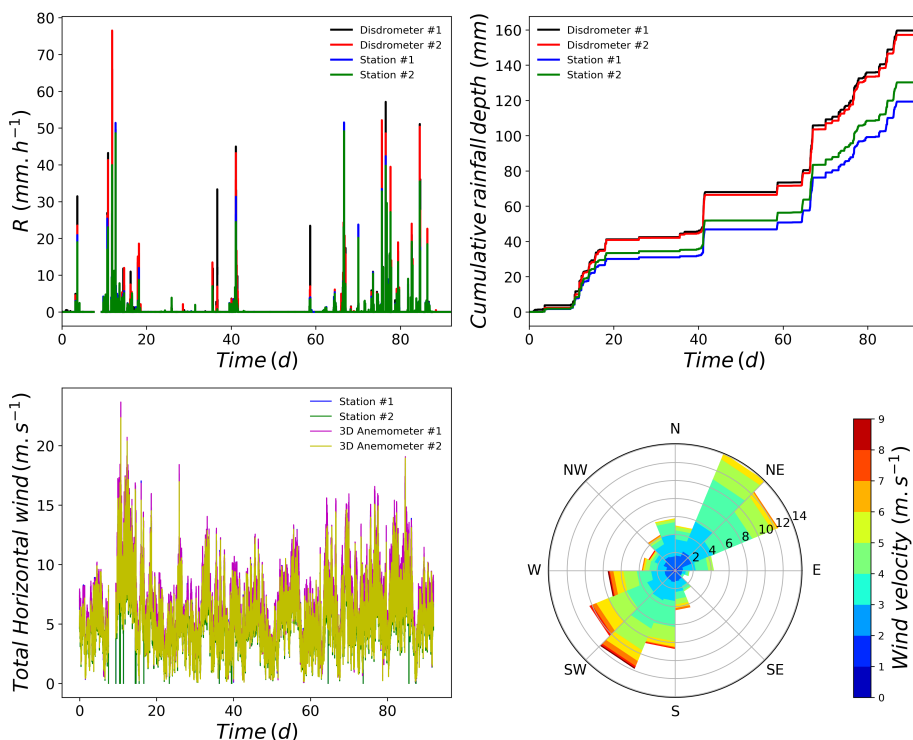 R (mm. h⁻¹)
80
70
60
50
40
30
20
10
0
Disdrometer #1
Disdrometer #2
Station #1
Station #2
0 20 40 60 80
Time (d)
Cumulative rainfall depth (mm)
160
140
120
100
80
60
40
20
0
Disdrometer #1
Disdrometer #2
Station #1
Station #2
0 20 40 60 80
Time (d)
Total Horizontal wind (m. s⁻¹)
20
15
10
5
0
Station #1
Station #2
3D Anemometer #1
3D Anemometer #2
0 20 40 60 80
Time (d)
N
NW NE
W E
SW SE
S
2 4 6 8 10 12 14
9
8
7
6
5
4
3
2
1
0
Wind velocity (m. s⁻¹)